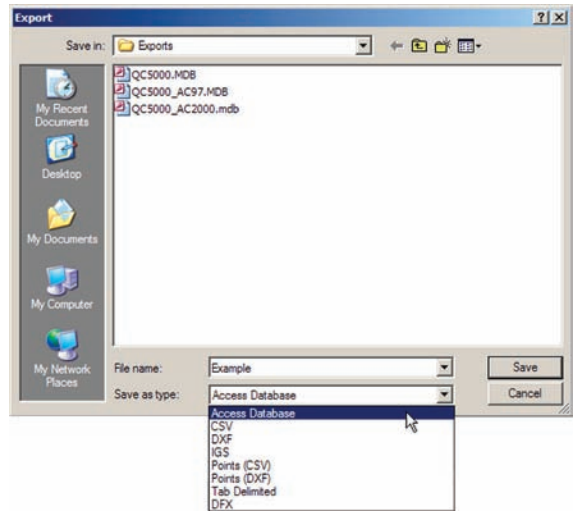 Export
Save in:
Exports
QC5000.MDB
QC5000_AC97.MDB
QC5000_AC2000.mdb
My Recent
Documents
Desktop
My Documents
My Computer
My Network
Places
File name:
Example
Save
Save as type:
Access Database
Cancel
Access Database
CSV
DXF
IGS
Points (CSV)
Points (DXF)
Tab Delimited
DFX